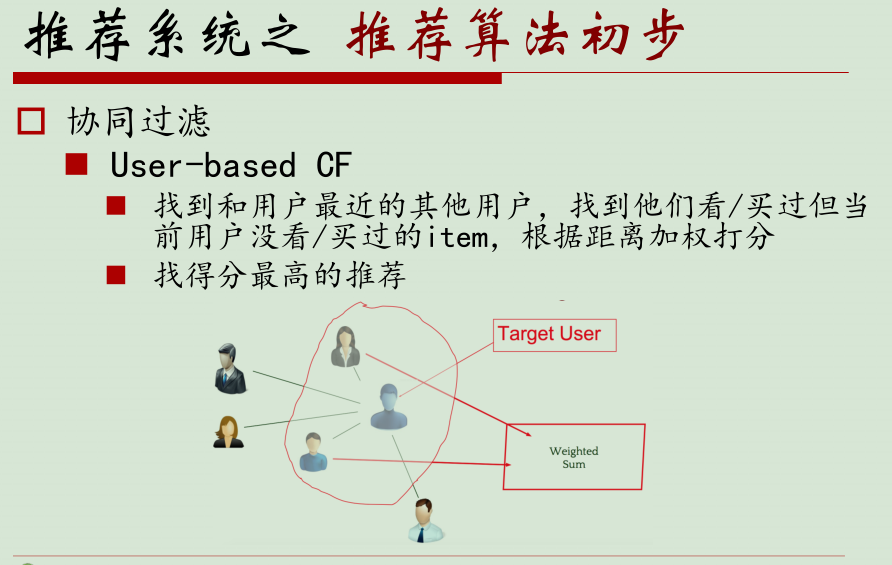 推荐系统之 推荐算法初步
协同过滤
User-based CF
找到和用户最近的其他用户，找到他们看/买过但当
前用户没看/买过的item，根据距离加权打分
找得分最高的推荐
Target User
Weighted
Sum